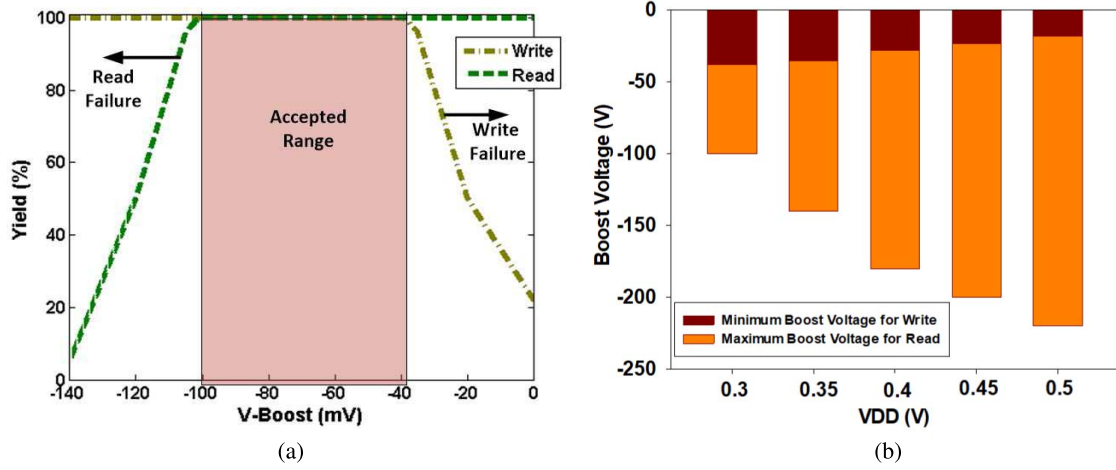 100
80
60
40
20
0
Yield (%)
-140
-120
-100
-80
-60
-40
-20
0
V-Boost (mV)
Read
Failure
Accepted
Range
Write
Read
Write
Failure
(a)
0
-50
-100
-150
-200
-250
Boost Voltage (V)
Minimum Boost Voltage for Write
Maximum Boost Voltage for Read
0.3
0.35
0.4
0.45
0.5
VDD (V)
(b)